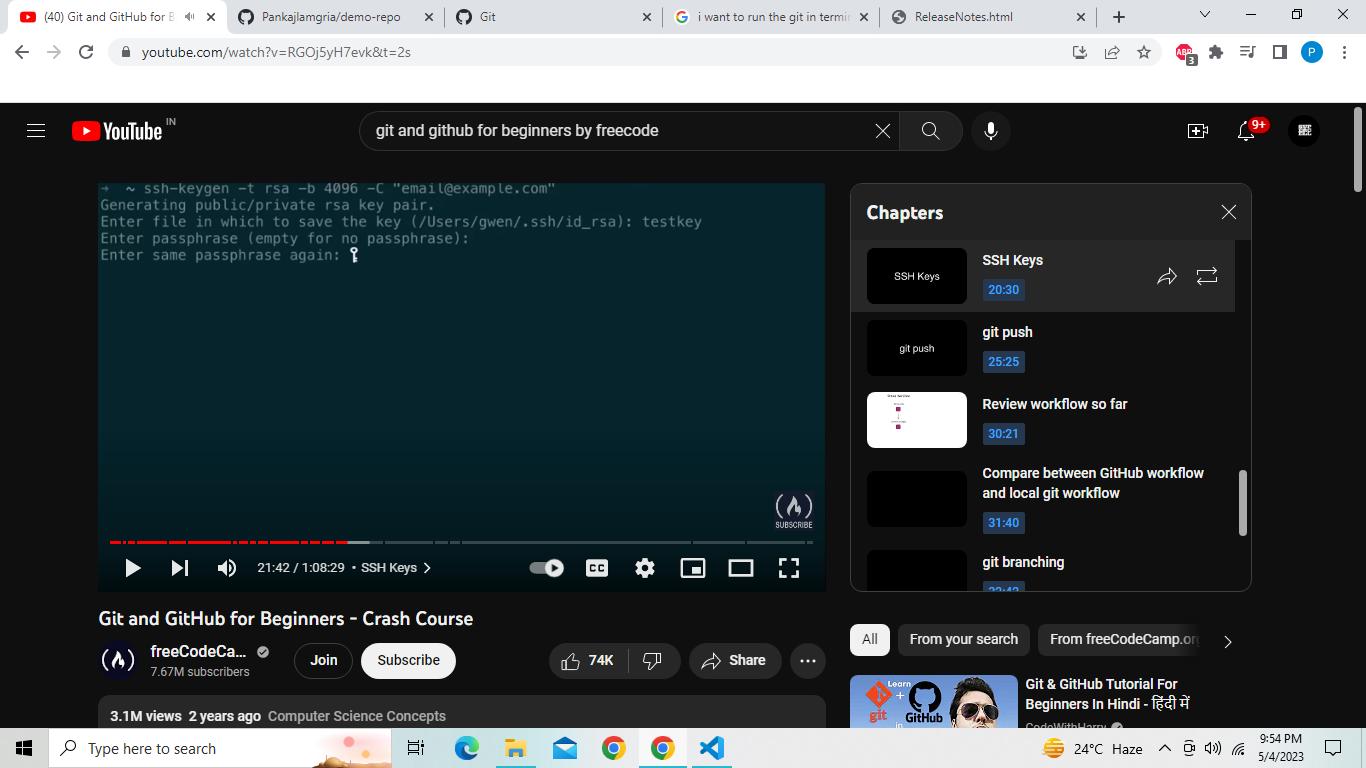 (40) Git and GitHub for B
Pankajlamgria/demo-repo
Git
i want to run the git in termin
ReleaseNotes.html
youtube.com/watch?v=RGOj5yH7evk&t=2s
ABP
3
P
YouTube
IN
git and github for beginners by freecode
9+
→ ~ ssh-keygen -t rsa -b 4096 -C "email@example.com"
Generating public/private rsa key pair.
Enter file in which to save the key (/Users/gwen/.ssh/id_rsa): testkey
Enter passphrase (empty for no passphrase):
Enter same passphrase again:
SUBSCRIBE
21:42 / 1:08:29 • SSH Keys
CC
Chapters
SSH Keys
SSH Keys
20:30
git push
git push
25:25
Review workflow so far
30:21
Compare between GitHub workflow
and local git workflow
31:40
git branching
Git and GitHub for Beginners - Crash Course
freeCodeCa...
7.67M subscribers
Join
Subscribe
74K
Share
3.1M views 2 years ago Computer Science Concepts
All
From your search
From freeCodeCamp.org
Learn
+
git
GitHub
in
Git & GitHub Tutorial For
Beginners In Hindi - हिंदी में
CodeWithHarry
Type here to search
24°C Haze
9:54 PM
5/4/2023